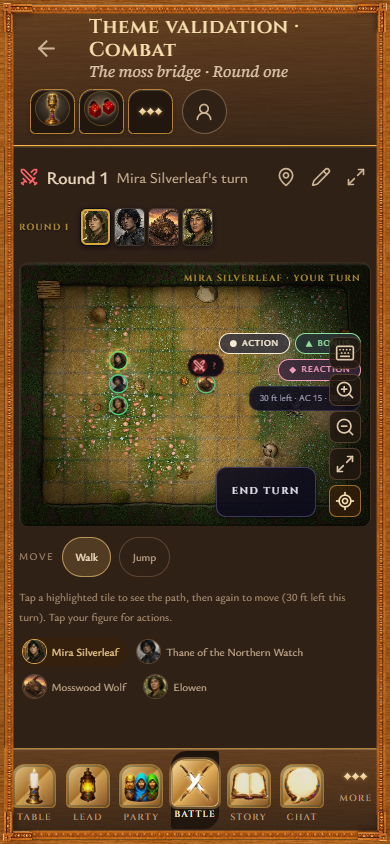 Theme validation · Combat
The moss bridge · Round one
Round 1 Mira Silverleaf's turn
ROUND 1
MIRA SILVERLEAF · YOUR TURN
ACTION
REACTION
30 ft left · AC 15 ·
END TURN
MOVE Walk Jump
Tap a highlighted tile to see the path, then again to move (30 ft left this
turn). Tap your figure for actions.
Mira Silverleaf Thane of the Northern Watch
Mosswood Wolf Elowen
TABLE LEAD PARTY BATTLE STORY CHAT MORE